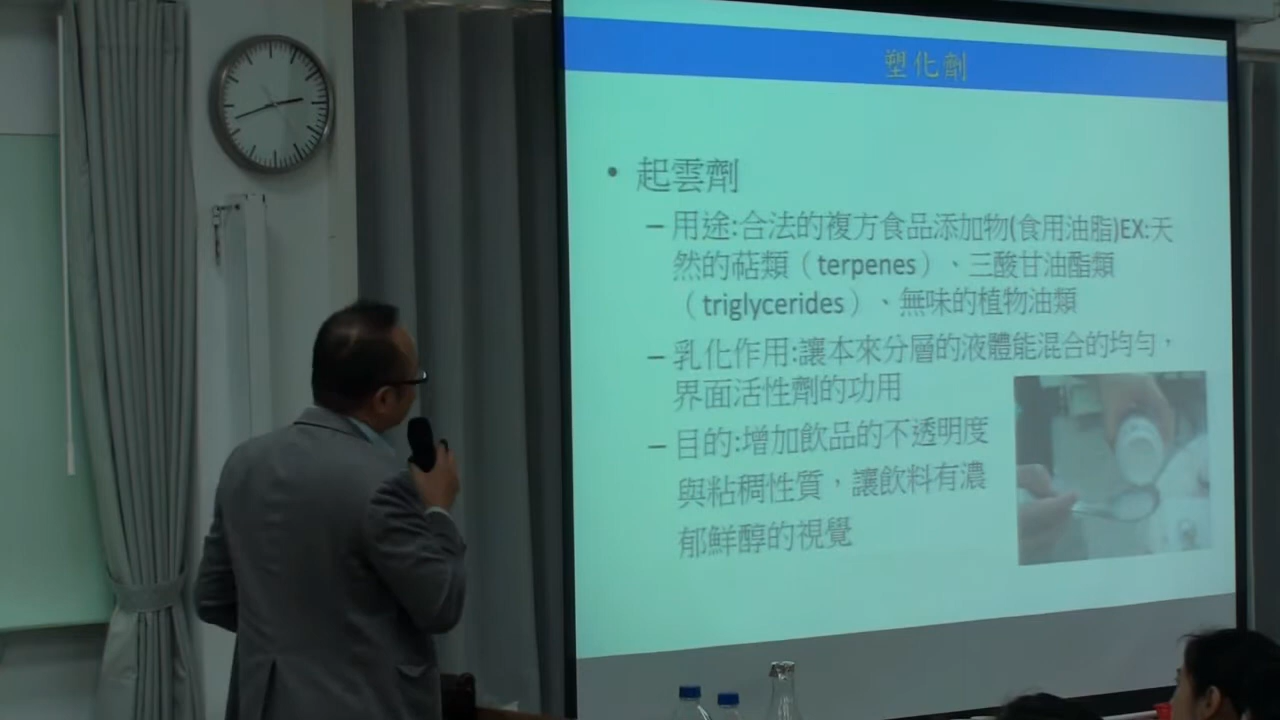 塑化劑
• 起雲劑
– 用途:合法的複方食品添加物(食用油脂)EX:天
然的萜類（terpenes）、三酸甘油酯類
（triglycerides）、無味的植物油類
– 乳化作用:讓本來分層的液體能混合的均勻，
界面活性劑的功用
– 目的:增加飲品的不透明度
與粘稠性質，讓飲料有濃
郁鮮醇的視覺